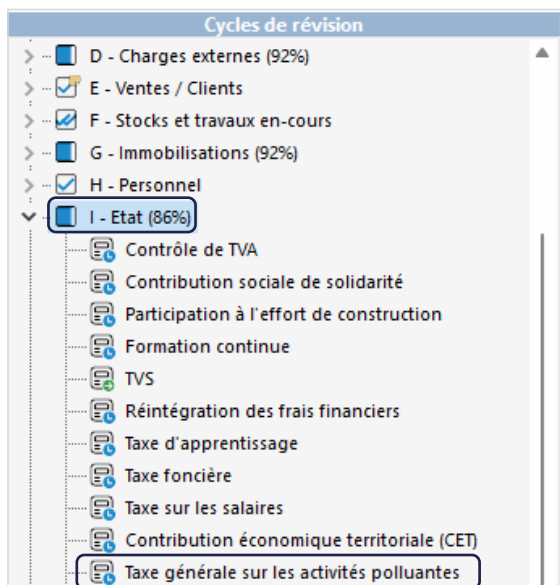 Cycles de révision
D - Charges externes (92%)
E - Ventes / Clients
F - Stocks et travaux en-cours
G - Immobilisations (92%)
H - Personnel
I - Etat (86%)
Contrôle de TVA
Contribution sociale de solidarité
Participation à l'effort de construction
Formation continue
TVS
Réintégration des frais financiers
Taxe d'apprentissage
Taxe foncière
Taxe sur les salaires
Contribution économique territoriale (CET)
Taxe générale sur les activités polluantes